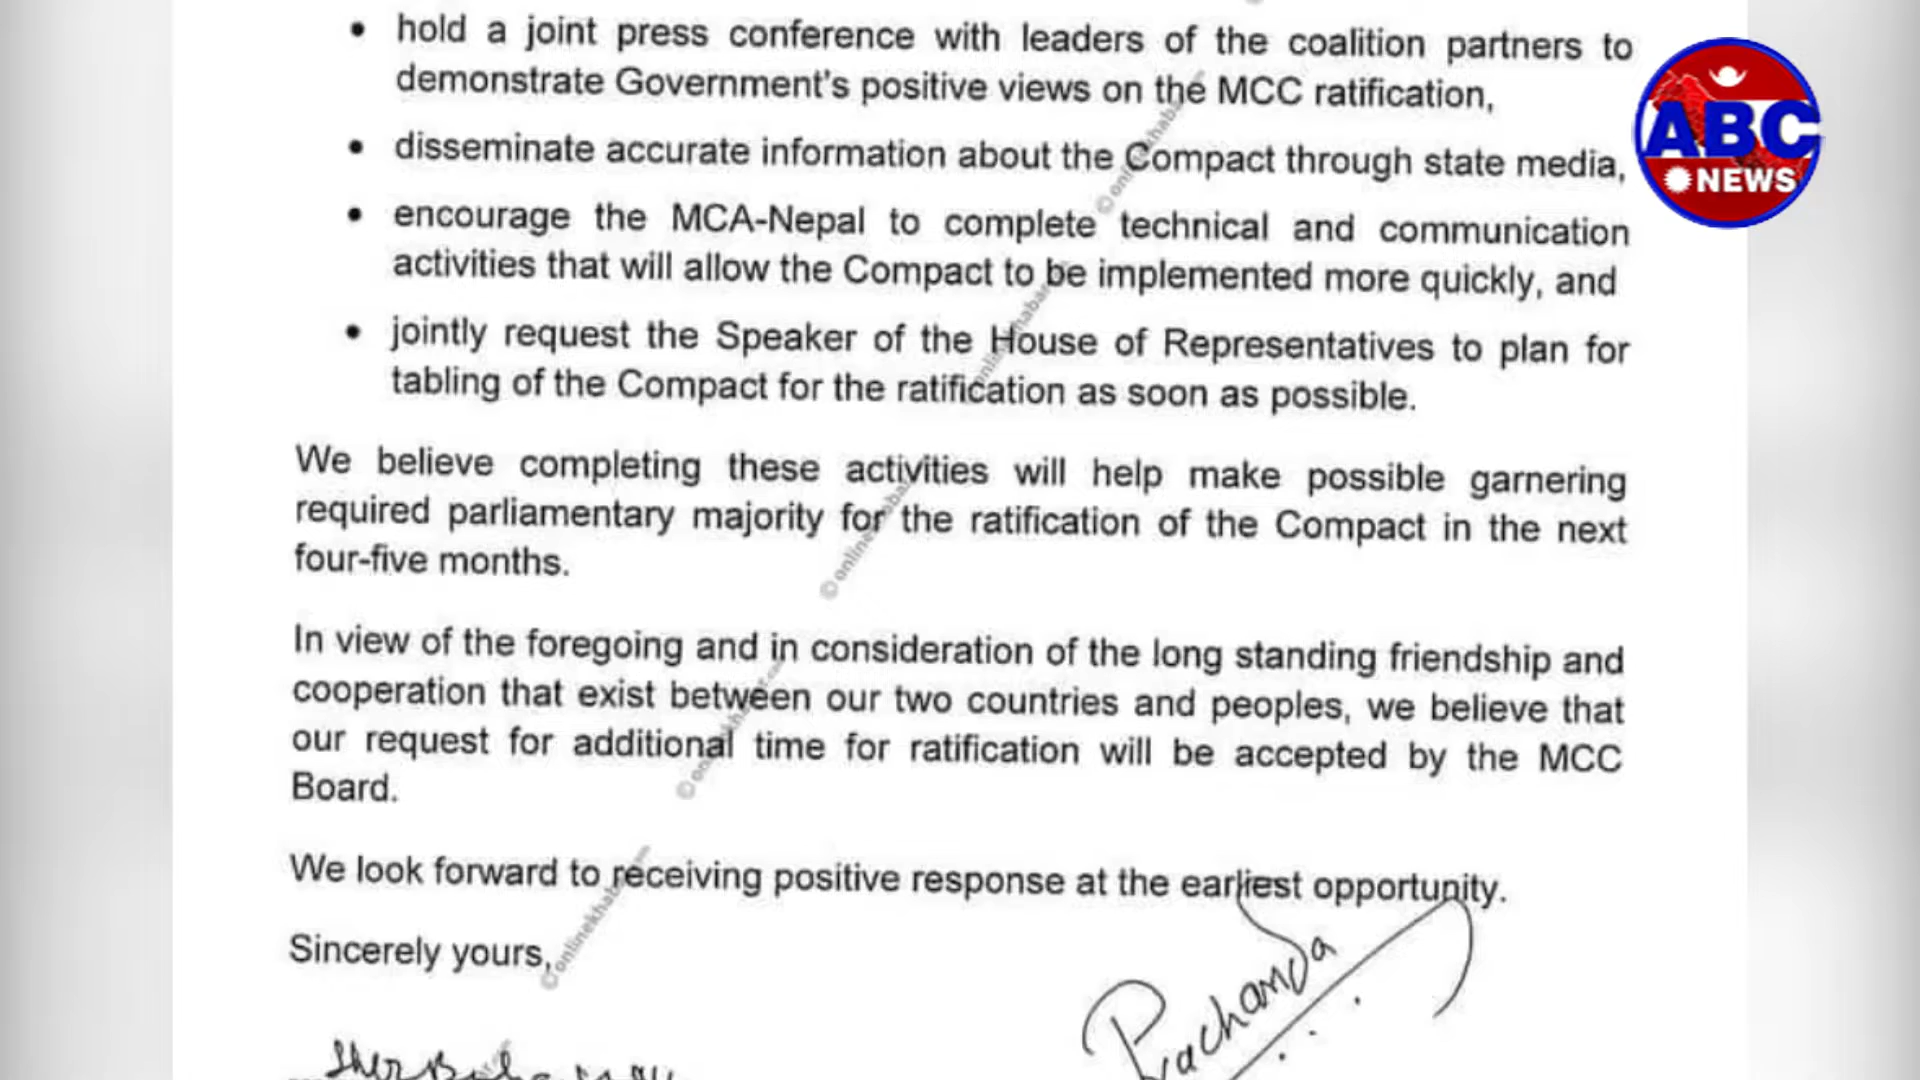 • hold a joint press conference with leaders of the coalition partners to
demonstrate Government's positive views on the MCC ratification,
• disseminate accurate information about the Compact through state media,
• encourage the MCA-Nepal to complete technical and communication
activities that will allow the Compact to be implemented more quickly, and
• jointly request the Speaker of the House of Representatives to plan for
tabling of the Compact for the ratification as soon as possible.
We believe completing these activities will help make possible garnering
required parliamentary majority for the ratification of the Compact in the next
four-five months.
In view of the foregoing and in consideration of the long standing friendship and
cooperation that exist between our two countries and peoples, we believe that
our request for additional time for ratification will be accepted by the MCC
Board.
We look forward to receiving positive response at the earliest opportunity.
Sincerely yours,
Prachanda
Sher
ABC
NEWS
© onlinekhabar
© onlinekhabar
© onlinekhabar.com
© onlinekhabar.com